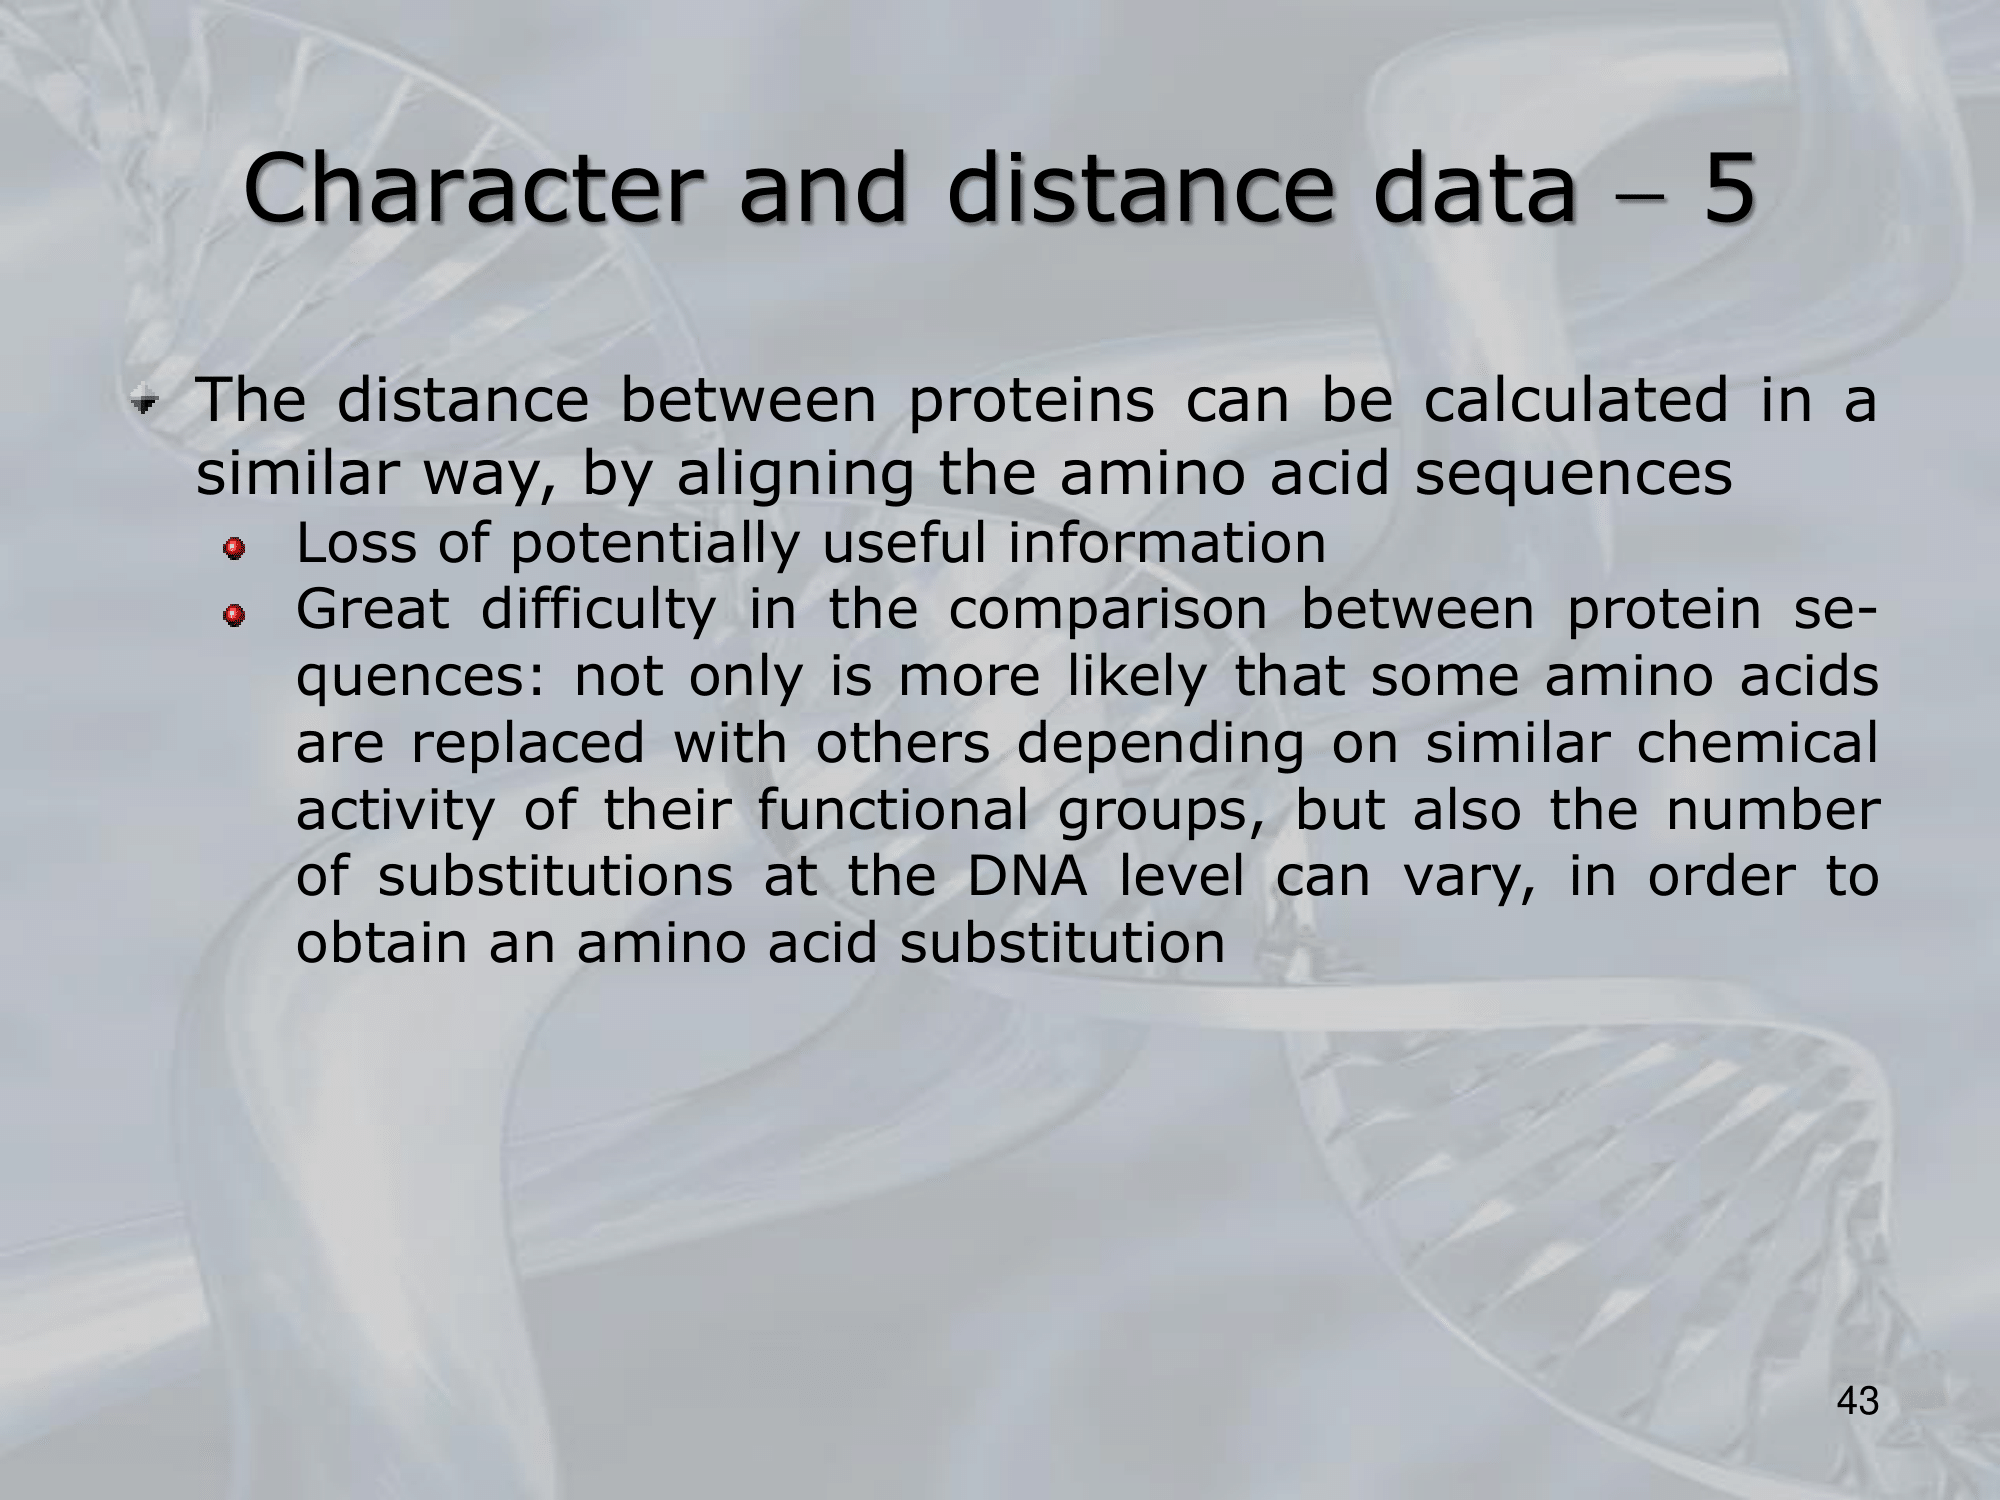 Character and distance data – 5
The distance between proteins can be calculated in a
similar way, by aligning the amino acid sequences
Loss of potentially useful information
Great difficulty in the comparison between protein se-
quences: not only is more likely that some amino acids
are replaced with others depending on similar chemical
activity of their functional groups, but also the number
of substitutions at the DNA level can vary, in order to
obtain an amino acid substitution
43